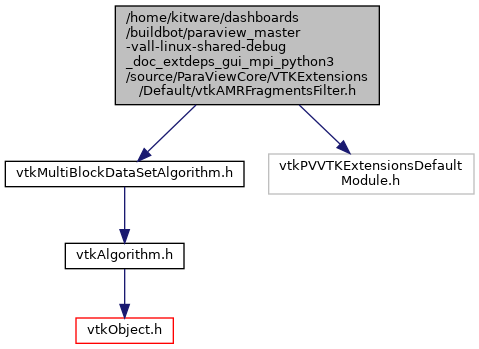 /home/kitware/dashboards
/buildbot/paraview_master
-vall-linux-shared-debug
_doc_extdeps_gui_mpi_python3
/source/ParaViewCore/VTKExtensions
/Default/vtkAMRFragmentsFilter.h
vtkMultiBlockDataSetAlgorithm.h
vtkPVVTKExtensionsDefault
Module.h
vtkAlgorithm.h
vtkObject.h